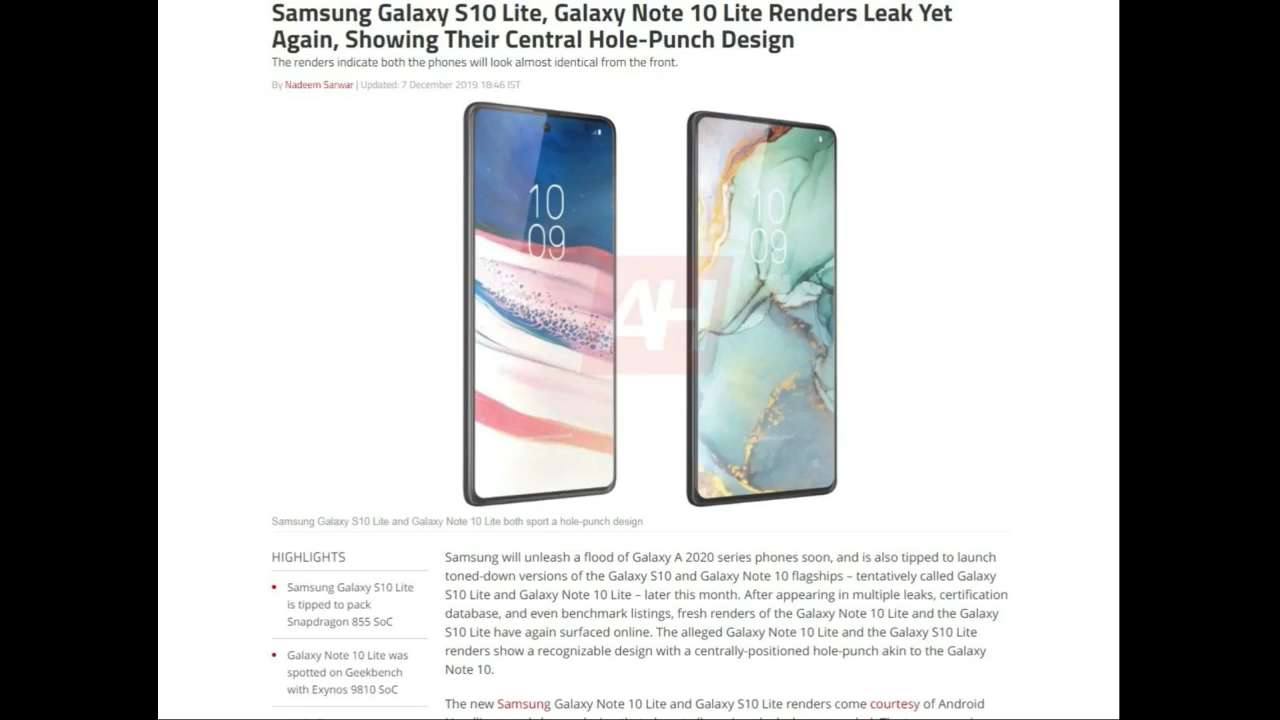 Samsung Galaxy S10 Lite, Galaxy Note 10 Lite Renders Leak Yet
Again, Showing Their Central Hole-Punch Design
The renders indicate both the phones will look almost identical from the front.
By Nadeem Sarwar | Updated: 7 December 2019 18:46 IST
10
09
10
09
AH
Samsung Galaxy S10 Lite and Galaxy Note 10 Lite both sport a hole-punch design
HIGHLIGHTS
Samsung Galaxy S10 Lite
is tipped to pack
Snapdragon 855 SoC
Galaxy Note 10 Lite was
spotted on Geekbench
with Exynos 9810 SoC
Samsung will unleash a flood of Galaxy A 2020 series phones soon, and is also tipped to launch
toned-down versions of the Galaxy S10 and Galaxy Note 10 flagships – tentatively called Galaxy
S10 Lite and Galaxy Note 10 Lite – later this month. After appearing in multiple leaks, certification
database, and even benchmark listings, fresh renders of the Galaxy Note 10 Lite and the Galaxy
S10 Lite have again surfaced online. The alleged Galaxy Note 10 Lite and the Galaxy S10 Lite
renders show a recognizable design with a centrally-positioned hole-punch akin to the Galaxy
Note 10.
The new Samsung Galaxy Note 10 Lite and Galaxy S10 Lite renders come courtesy of Android